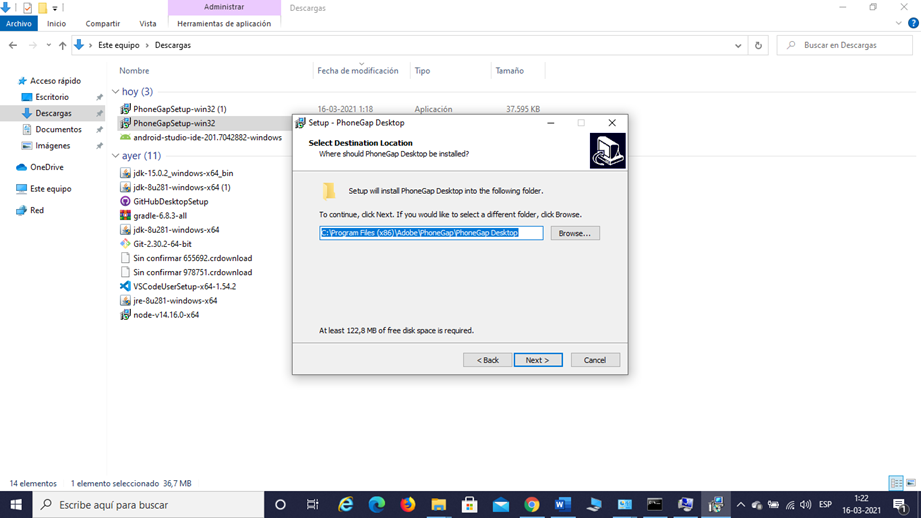 Administrar
Descargas
Archivo
Inicio
Compartir
Vista
Herramientas de aplicación
Este equipo > Descargas
Buscar en Descargas
Nombre
Fecha de modificación
Tipo
Tamaño
Acceso rápido
Escritorio
Descargas
Documentos
Imágenes
OneDrive
Este equipo
Red
hoy (3)
PhoneGapSetup-win32 (1)
16-03-2021 1:18
Aplicación
37.595 KB
PhoneGapSetup-win32
android-studio-ide-201.7042882-windows
ayer (11)
jdk-15.0.2_windows-x64_bin
jdk-8u281-windows-x64 (1)
GitHubDesktopSetup
gradle-6.8.3-all
jdk-8u281-windows-x64
Git-2.30.2-64-bit
Sin confirmar 655692.crdownload
Sin confirmar 978751.crdownload
VSCodeUserSetup-x64-1.54.2
jre-8u281-windows-x64
node-v14.16.0-x64
Setup - PhoneGap Desktop
Select Destination Location
Where should PhoneGap Desktop be installed?
Setup will install PhoneGap Desktop into the following folder.
To continue, click Next. If you would like to select a different folder, click Browse.
C:\Program Files (x86)\Adobe\PhoneGap\PhoneGap Desktop
Browse...
At least 122,8 MB of free disk space is required.
< Back
Next >
Cancel
14 elementos
1 elemento seleccionado 36,7 MB
Escribe aquí para buscar
ESP
1:22
16-03-2021
1